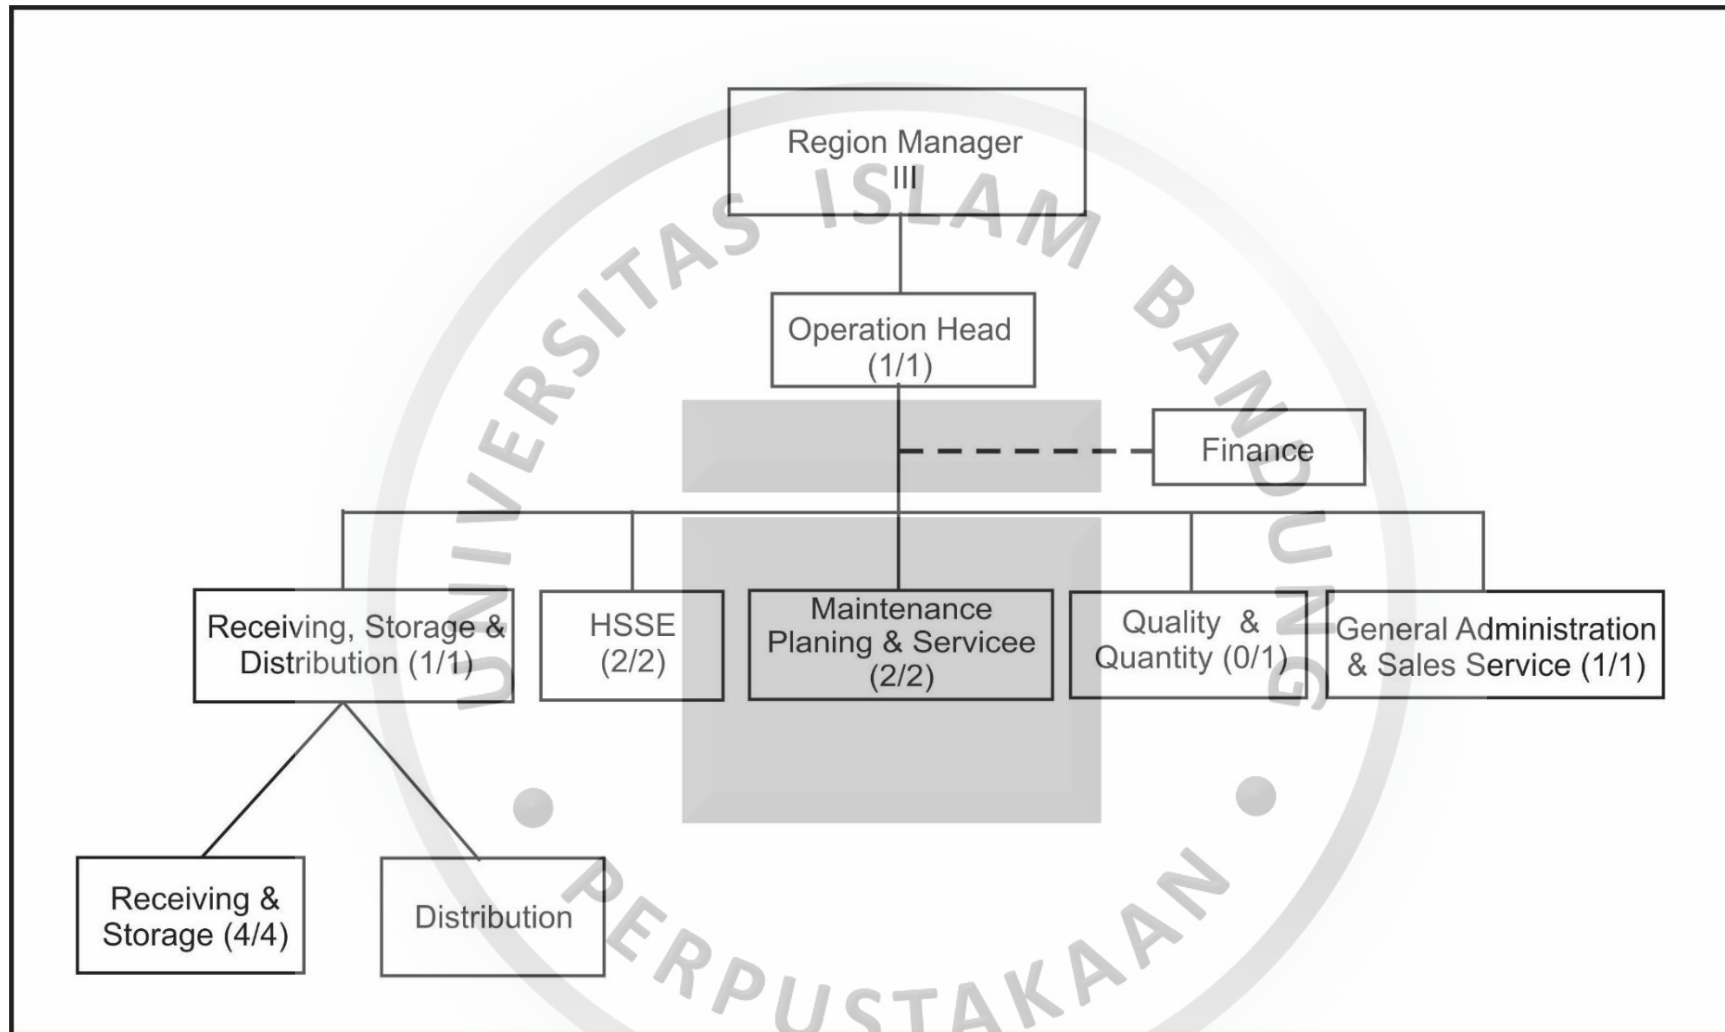 Region Manager
III
Operation Head
(1/1)
Finance
Receiving, Storage &
Distribution (1/1)
HSSE
(2/2)
Maintenance
Planing & Servicee
(2/2)
Quality &
Quantity (0/1)
General Administration
& Sales Service (1/1)
Receiving &
Storage (4/4)
Distribution
UNIVERSITAS ISLAM BANDUNG
PERPUSTAKAAN